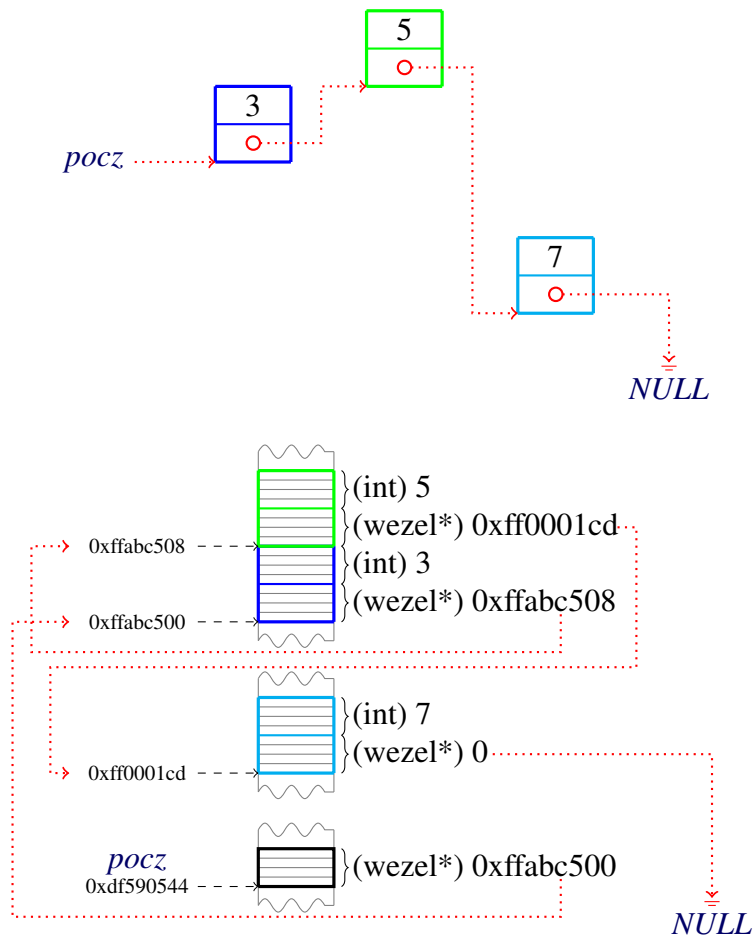 5
3
pocz
7
NULL
(int) 5
(wezel*) 0xff0001cd
0xffabc508
(int) 3
(wezel*) 0xffabc508
0xffabc500
(int) 7
(wezel*) 0
0xff0001cd
pocz
(wezel*) 0xffabc500
0xdf590544
NULL